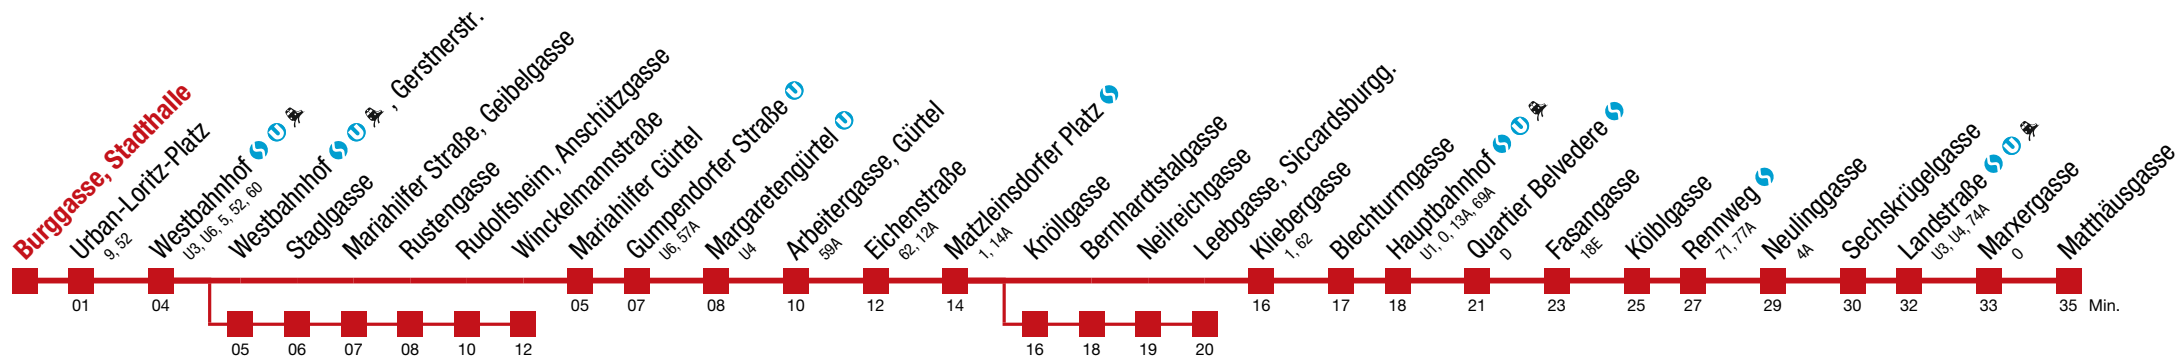 Burggasse, Stadthalle
Urban-Loritz-Platz
9, 52
Westbahnhof
U3, U6, 5, 52, 60
Westbahnhof , Gerstnerstr.
Staglgasse
Mariahilfer Straße, Geibelgasse
Rustengasse
Rudolfsheim, Anschützgasse
Winckelmannstraße
Mariahilfer Gürtel
Gumpendorfer Straße U
U6, 57A
Margaretengürtel U
U4
Arbeitergasse, Gürtel
59A
Eichenstraße
62, 12A
Matzleinsdorfer Platz S
1, 14A
Knöllgasse
Bernhardtstalgasse
Neilreichgasse
Leebgasse, Siccardsburgg.
Kliebergasse
1, 62
Blechturmgasse
Hauptbahnhof S U
U1, O, 13A, 69A
Quartier Belvedere S
D
Fasangasse
18E
Kölblgasse
Rennweg S
71, 77A
Neulinggasse
4A
Sechskrügelgasse
Landstraße S U
U3, U4, 74A
Marxergasse
O
Matthäusgasse
01 04 05 07 08 10 12 14 16 17 18 21 23 25 27 29 30 32 33 35 Min.
05 06 07 08 10 12 16 18 19 20